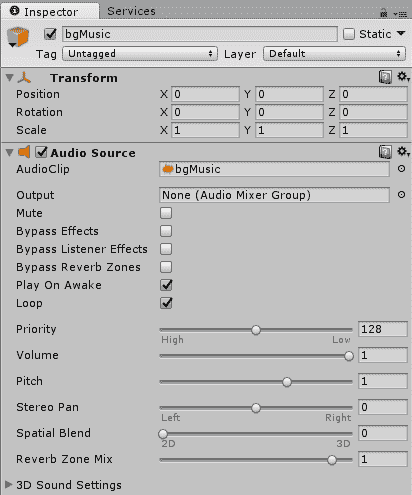 Inspector Services
bgMusic Static
Tag Untagged Layer Default
Transform
Position X 0 Y 0 Z 0
Rotation X 0 Y 0 Z 0
Scale X 1 Y 1 Z 1
Audio Source
AudioClip bgMusic
Output None (Audio Mixer Group)
Mute
Bypass Effects
Bypass Listener Effects
Bypass Reverb Zones
Play On Awake
Loop
Priority 128
High Low
Volume 1
Pitch 1
Stereo Pan 0
Left Right
Spatial Blend 0
2D 3D
Reverb Zone Mix 1
3D Sound Settings